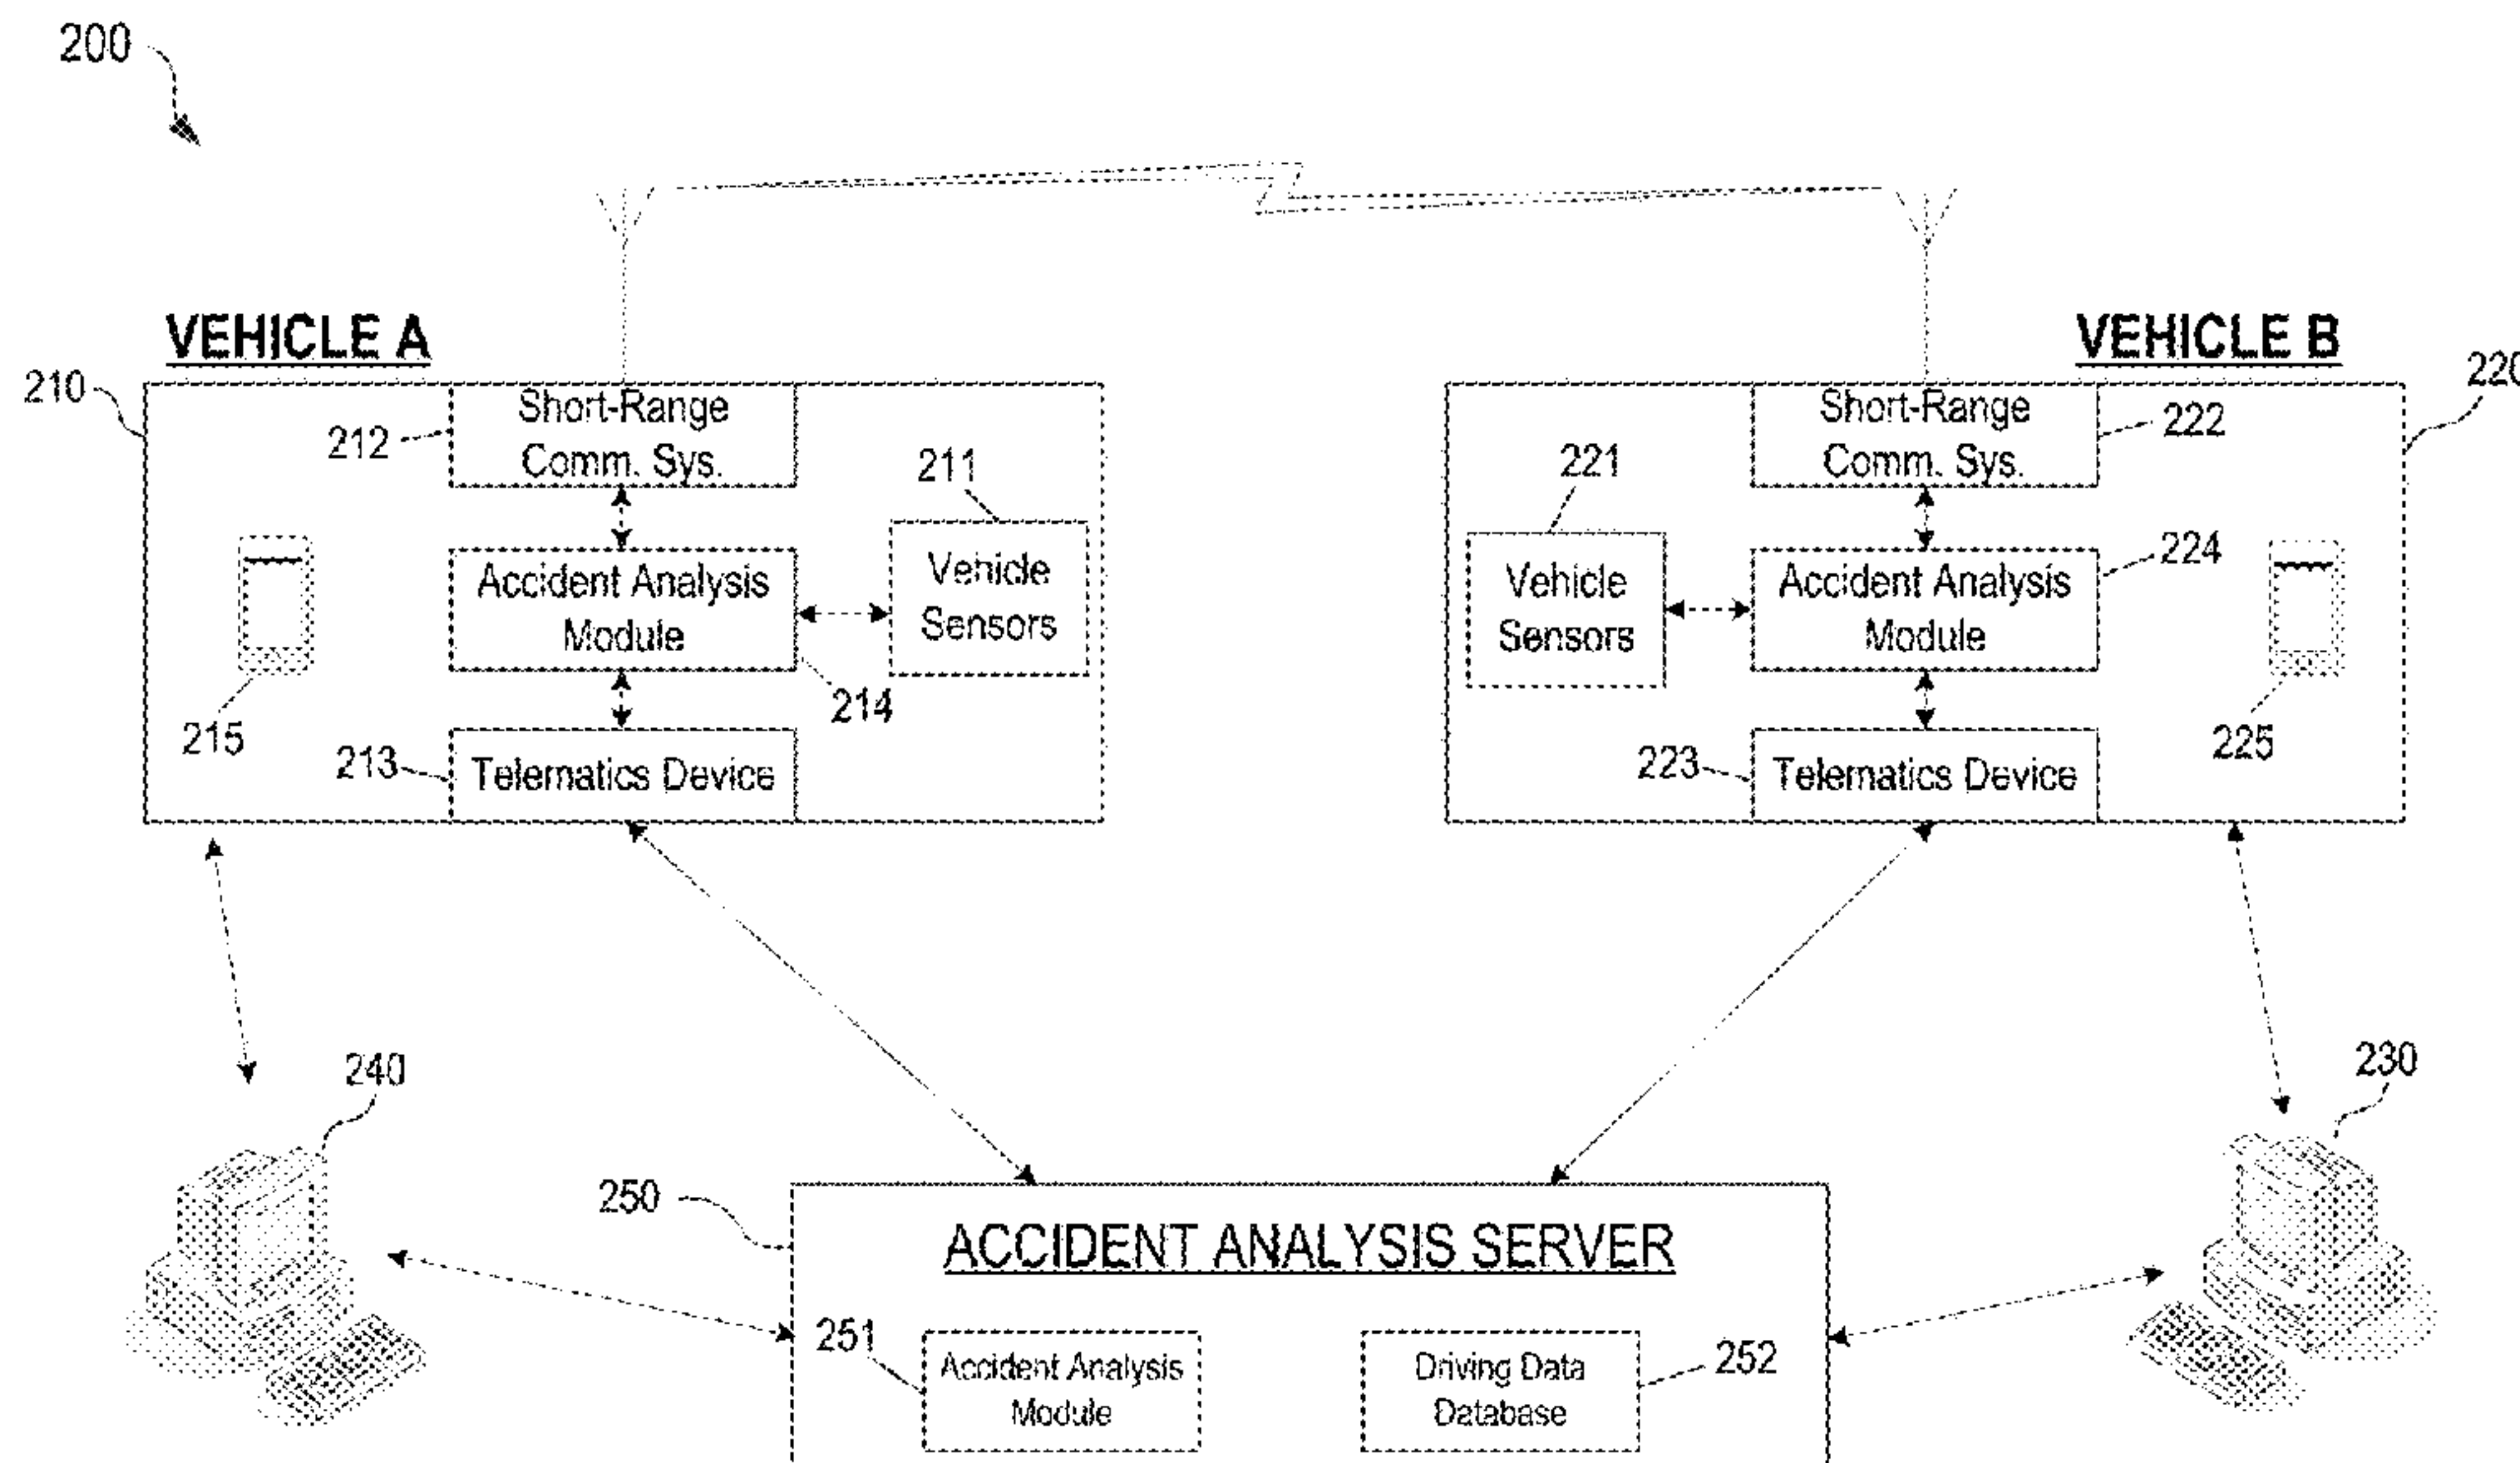 200
VEHICLE A
VEHICLE B
210
220
212
Short-Range
Comm. Sys.
211
221
Short-Range
Comm. Sys.
222
Accident Analysis
Module
Vehicle
Sensors
Vehicle
Sensors
Accident Analysis
Module
224
215
214
225
213
Telematics Device
223
Telematics Device
240
230
250
ACCIDENT ANALYSIS SERVER
251
Accident Analysis
Module
Driving Data
Database
252